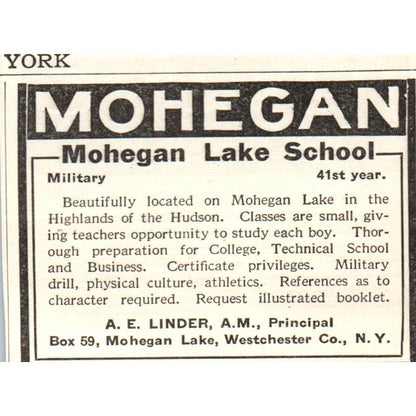 YORK
MOHEGAN
Mohegan Lake School
Military 41st year.
Beautifully located on Mohegan Lake in the
Highlands of the Hudson. Classes are small, giv-
ing teachers opportunity to study each boy. Thor-
ough preparation for College, Technical School
and Business. Certificate privileges. Military
drill, physical culture, athletics. References as to
character required. Request illustrated booklet.
A. E. LINDER, A.M., Principal
Box 59, Mohegan Lake, Westchester Co., N. Y.